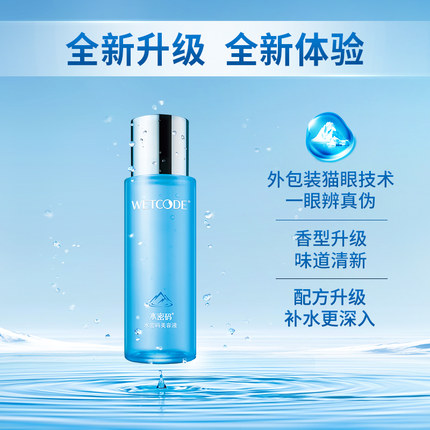 全新升级 全新体验
外包装猫眼技术
一眼辨真伪
香型升级
味道清新
配方升级
补水更深入
WETCODE®
水密码®